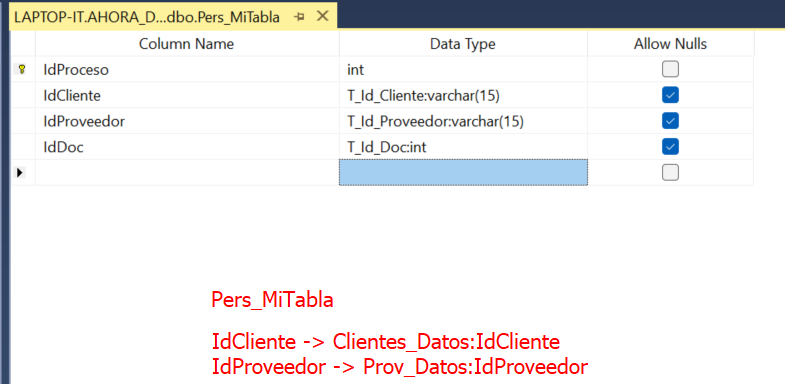 LAPTOP-IT.AHORA_D...dbo.Pers_MiTabla
Column Name Data Type Allow Nulls
IdProceso int
IdCliente T_Id_Cliente:varchar(15)
IdProveedor T_Id_Proveedor:varchar(15)
IdDoc T_Id_Doc:int
Pers_MiTabla
IdCliente -> Clientes_Datos:IdCliente
IdProveedor -> Prov_Datos:IdProveedor